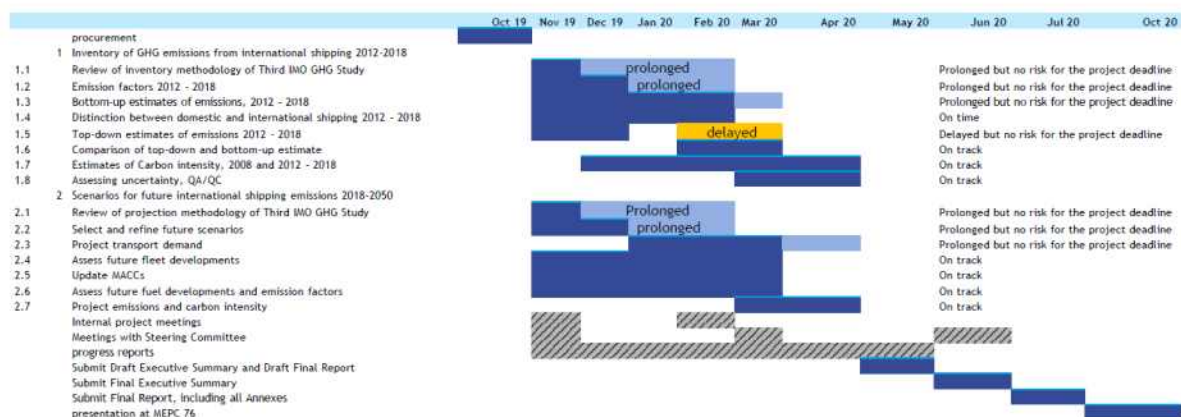 Oct 19 Nov 19 Dec 19 Jan 20 Feb 20 Mar 20 Apr 20 May 20 Jun 20 Jul 20 Oct 20
procurement
1 Inventory of GHG emissions from international shipping 2012-2018
1.1 Review of inventory methodology of Third IMO GHG Study prolonged Prolonged but no risk for the project deadline
1.2 Emission factors 2012 - 2018 prolonged Prolonged but no risk for the project deadline
1.3 Bottom-up estimates of emissions, 2012 - 2018 Prolonged but no risk for the project deadline
1.4 Distinction between domestic and international shipping 2012 - 2018 On time
1.5 Top-down estimates of emissions 2012 - 2018 delayed Delayed but no risk for the project deadline
1.6 Comparison of top-down and bottom-up estimate On track
1.7 Estimates of Carbon intensity, 2008 and 2012 - 2018 On track
1.8 Assessing uncertainty, QA/QC On track
2 Scenarios for future international shipping emissions 2018-2050
2.1 Review of projection methodology of Third IMO GHG Study Prolonged Prolonged but no risk for the project deadline
2.2 Select and refine future scenarios prolonged Prolonged but no risk for the project deadline
2.3 Project transport demand Prolonged but no risk for the project deadline
2.4 Assess future fleet developments On track
2.5 Update MACCs On track
2.6 Assess future fuel developments and emission factors On track
2.7 Project emissions and carbon intensity On track
Internal project meetings
Meetings with Steering Committee
progress reports
Submit Draft Executive Summary and Draft Final Report
Submit Final Executive Summary
Submit Final Report, including all Annexes
presentation at MEPC 76